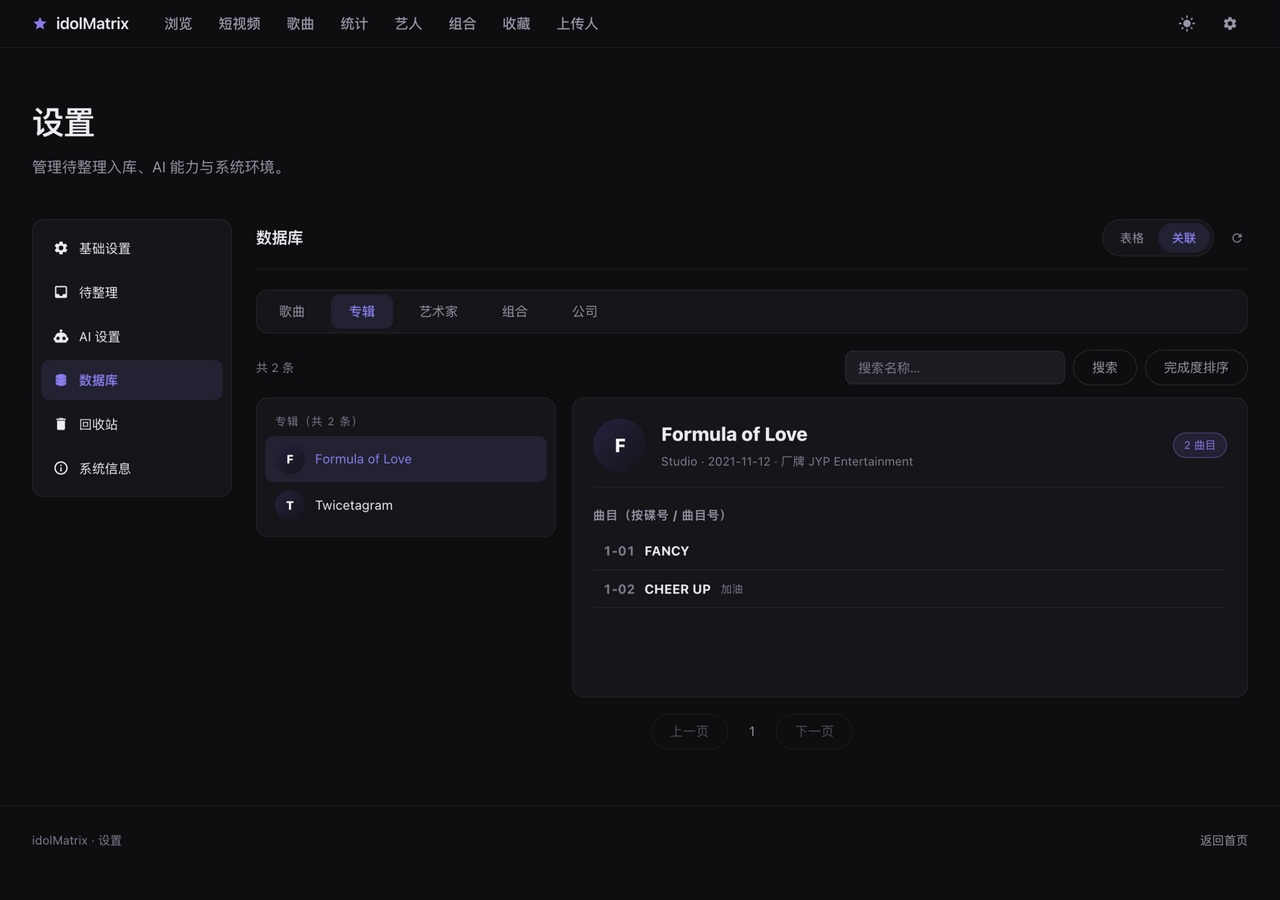 idolMatrix 浏览 短视频 歌曲 统计 艺人 组合 收藏 上传人
设置
管理待整理入库、AI 能力与系统环境。
基础设置
待整理
AI 设置
数据库
回收站
系统信息
数据库
表格 关联
歌曲 专辑 艺术家 组合 公司
共 2 条
搜索名称... 搜索 完成度排序
专辑（共 2 条）
F Formula of Love
T Twicetagram
F
Formula of Love
Studio · 2021-11-12 · 厂牌 JYP Entertainment
2 曲目
曲目（按碟号 / 曲目号）
1-01 FANCY
1-02 CHEER UP 加油
上一页 1 下一页
idolMatrix · 设置
返回首页